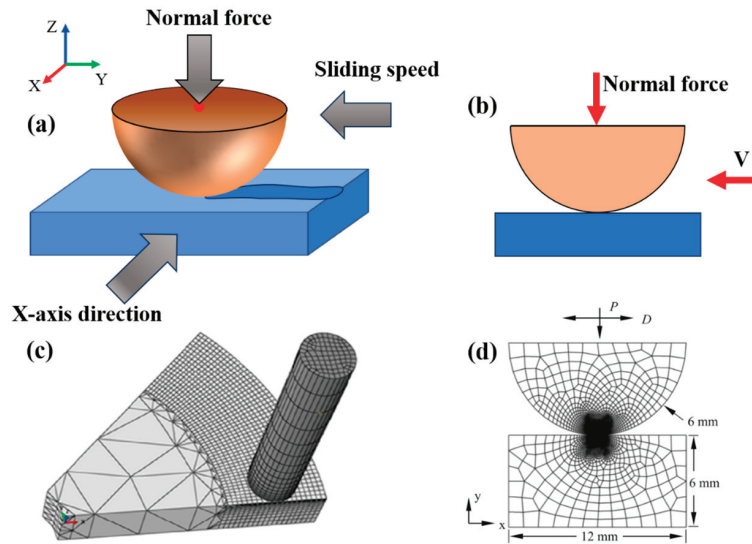 Normal force
Z
X
Y
Sliding speed
(a)
X-axis direction
(b)
Normal force
V
(c)
(d)
P
D
6 mm
6 mm
y
x
12 mm